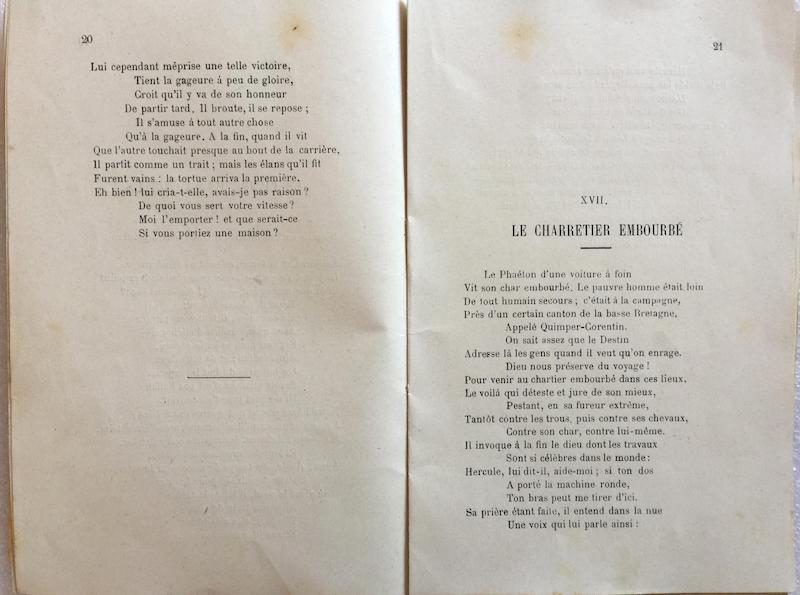 20
Lui cependant méprise une telle victoire,
Tient la gageure à peu de gloire,
Croit qu'il y va de son honneur
De partir tard. Il broute, il se repose ;
Il s'amuse à tout autre chose
Qu'à la gageure. A la fin, quand il vit
Que l'autre touchait presque au bout de la carrière,
Il partit comme un trait ; mais les élans qu'il fit
Furent vains : la tortue arriva la première.
Eh bien ! lui cria-t-elle, avais-je pas raison ?
De quoi vous sert votre vitesse ?
Moi l'emporter ! et que serait-ce
Si vous portiez une maison ?
21
XVII.
LE CHARRETIER EMBOURBÉ
Le Phaéton d'une voiture à foin
Vit son char embourbé. Le pauvre homme était loin
De tout humain secours ; c'était à la campagne,
Près d'un certain canton de la basse Bretagne,
Appelé Quimper-Corentin.
On sait assez que le Destin
Adresse là les gens quand il veut qu'on enrage.
Dieu nous préserve du voyage !
Pour venir au chartier embourbé dans ces lieux,
Le voilà qui déteste et jure de son mieux,
Pestant, en sa fureur extrême,
Tantôt contre les trous, puis contre ses chevaux,
Contre son char, contre lui-même.
Il invoque à la fin le dieu dont les travaux
Sont si célèbres dans le monde :
Hercule, lui dit-il, aide-moi ; si ton dos
A porté la machine ronde,
Ton bras peut me tirer d'ici.
Sa prière étant faite, il entend dans la nue
Une voix qui lui parle ainsi :